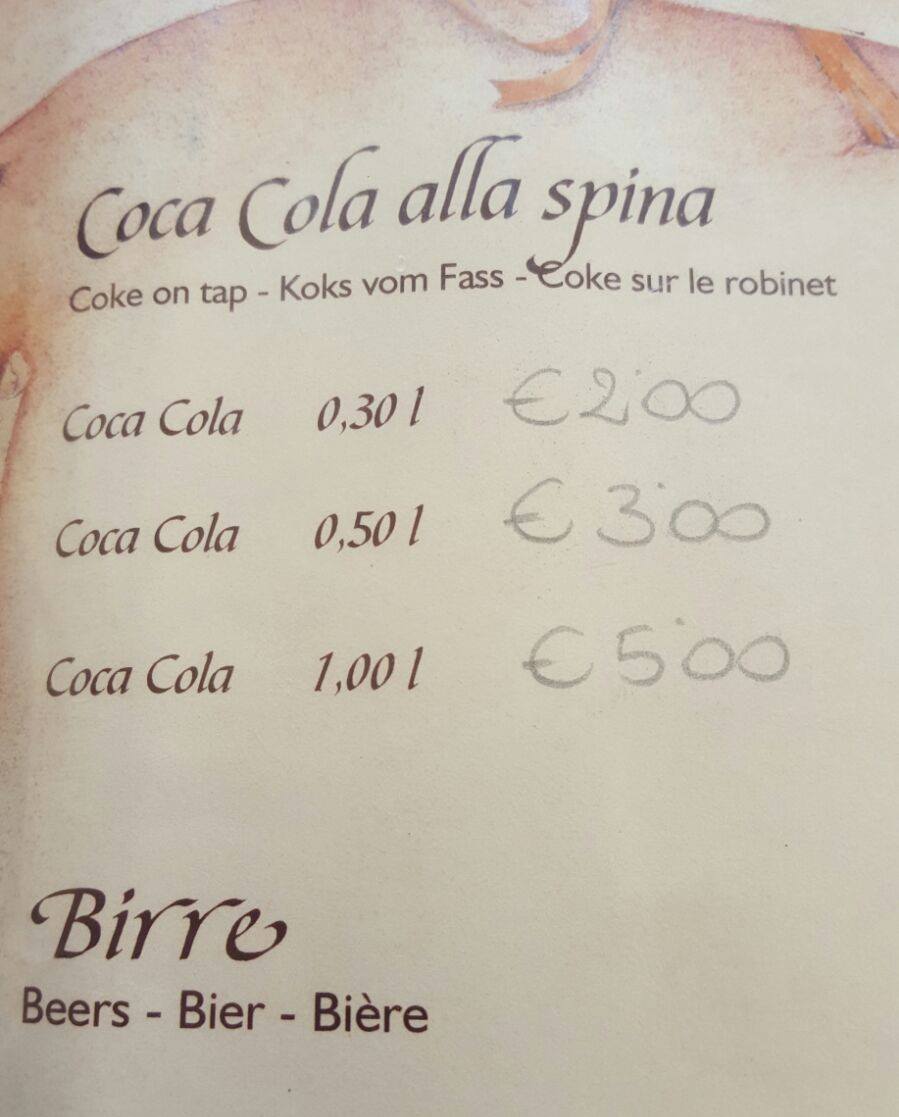 Coca Cola alla spina
Coke on tap - Koks vom Fass - Coke sur le robinet
Coca Cola 0,30 l € 2'00
Coca Cola 0,50 l € 3'00
Coca Cola 1,00 l € 5'00
Birre
Beers - Bier - Bière